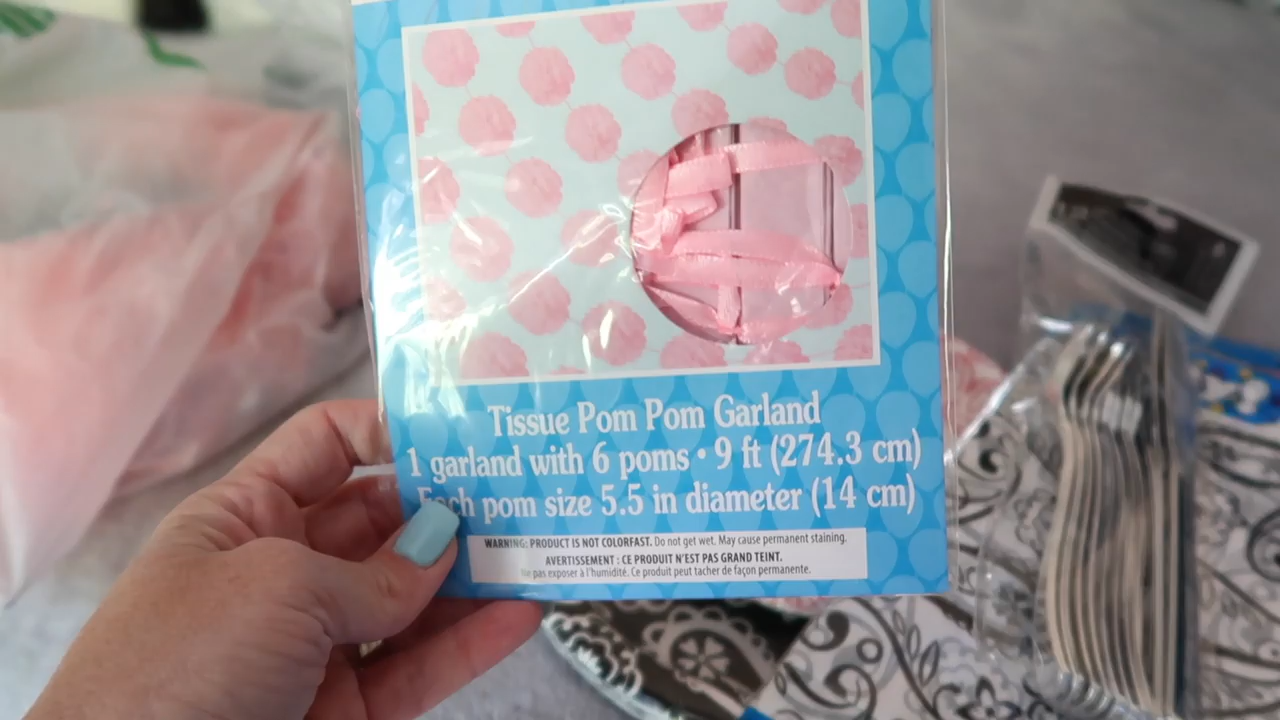 Tissue Pom Pom Garland
1 garland with 6 poms • 9 ft (274.3 cm)
Each pom size 5.5 in diameter (14 cm)
WARNING: PRODUCT IS NOT COLORFAST. Do not get wet. May cause permanent staining.
AVERTISSEMENT : CE PRODUIT N'EST PAS GRAND TEINT.
Ne pas exposer à l'humidité. Ce produit peut tacher de façon permanente.